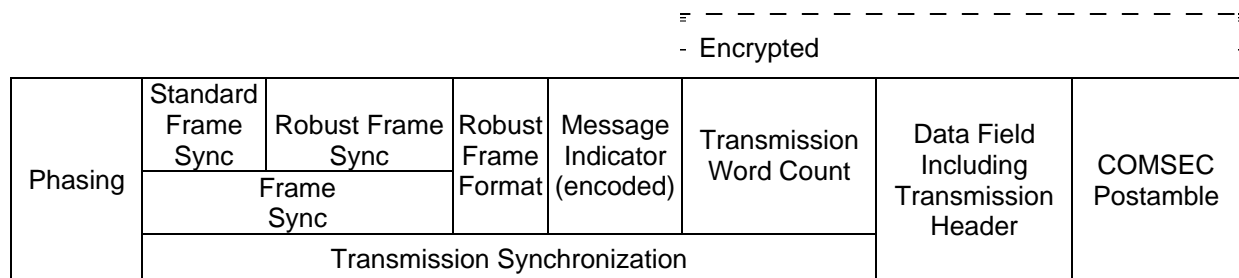 Encrypted
Phasing
Standard
Frame
Sync
Robust Frame
Sync
Frame
Sync
Robust
Frame
Format
Message
Indicator
(encoded)
Transmission
Word Count
Transmission Synchronization
Data Field
Including
Transmission
Header
COMSEC
Postamble